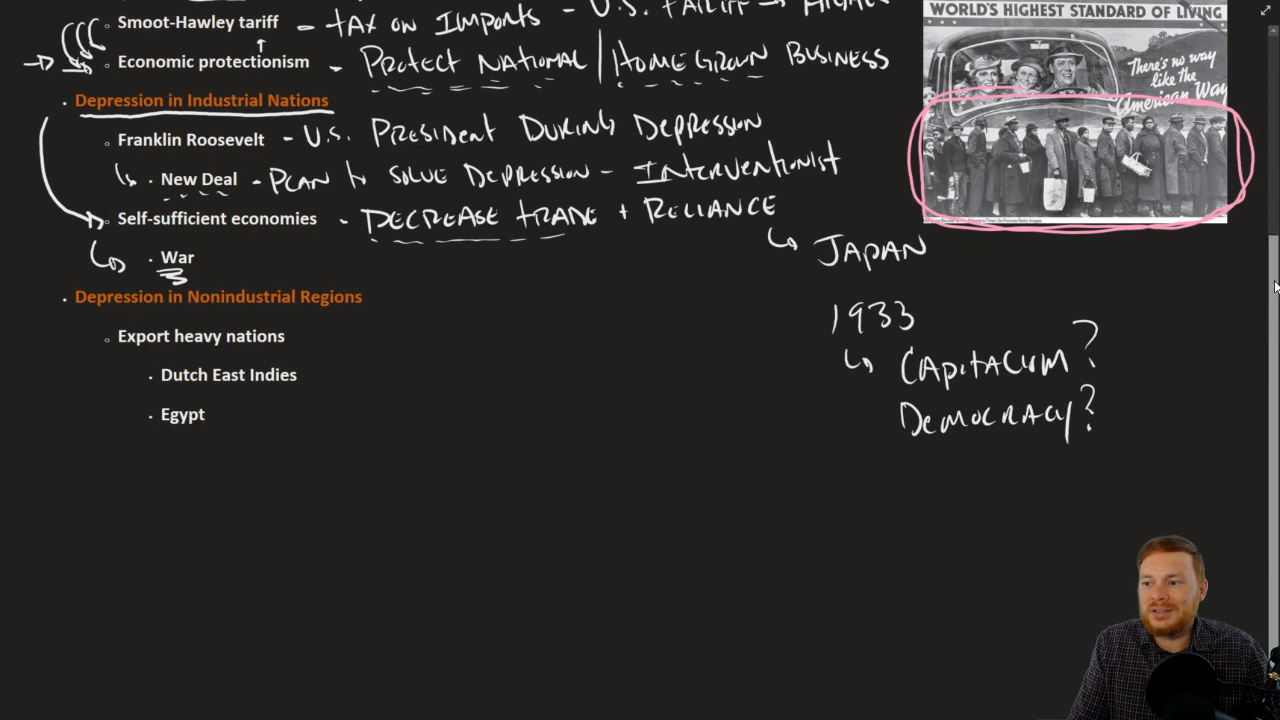 Smoot-Hawley tariff - TAX ON IMPORTS - U.S. TARIFF → HIGHER
Economic protectionism - PROTECT NATIONAL / HOMEGROWN BUSINESS
Depression in Industrial Nations
Franklin Roosevelt - U.S. PRESIDENT DURING DEPRESSION
New Deal - PLAN to SOLVE DEPRESSION - INTERVENTIONIST
Self-sufficient economies - DECREASE TRADE + RELIANCE
JAPAN
War
Depression in Nonindustrial Regions
1933
Export heavy nations
CAPITALISM?
Dutch East Indies
Egypt
DEMOCRACY?
WORLD'S HIGHEST STANDARD OF LIVING
There's no way
like the
American Way